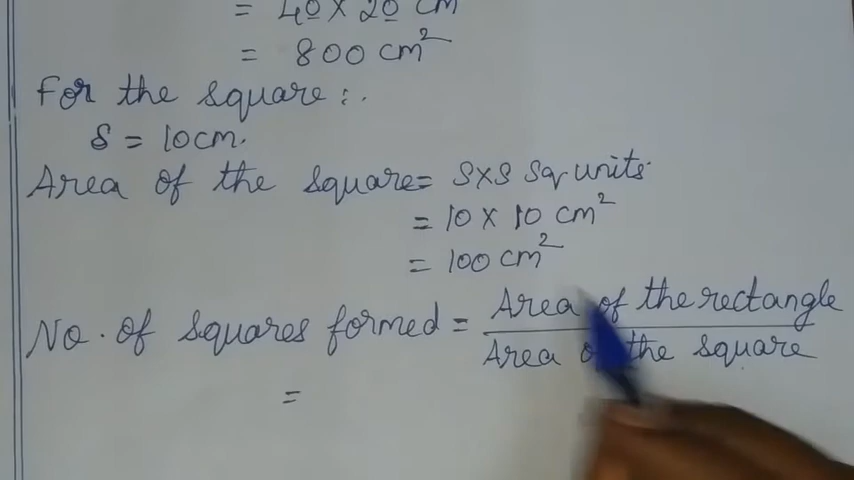 = 40 x 20 cm
= 800 cm²
For the square:.
s = 10cm.
Area of the square = s×s sq units.
= 10 × 10 cm²
= 100 cm²
No. of squares formed = Area of the rectangle
Area of the square
=